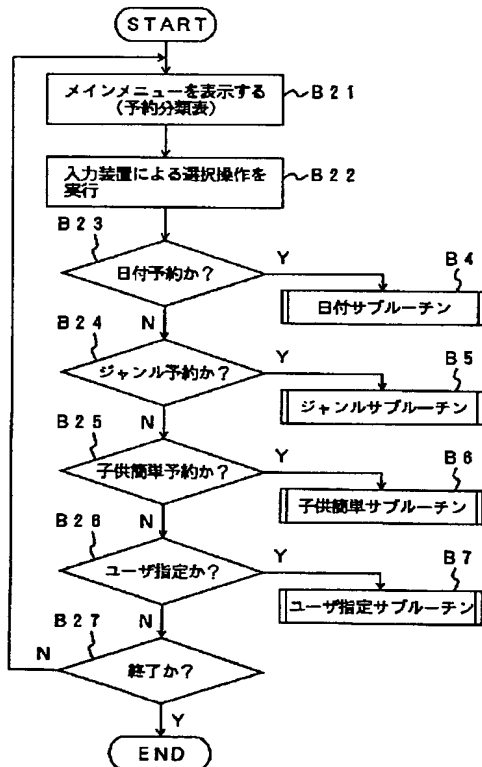 START
メインメニューを表示する
(予約分類表)
B21
入力装置による選択操作を
実行
B22
B23
日付予約か?
Y
B4
日付サブルーチン
N
B24
ジャンル予約か?
Y
B5
ジャンルサブルーチン
N
B25
子供簡単予約か?
Y
B6
子供簡単サブルーチン
N
B26
ユーザ指定か?
Y
B7
ユーザ指定サブルーチン
N
B27
終了か?
N
Y
END